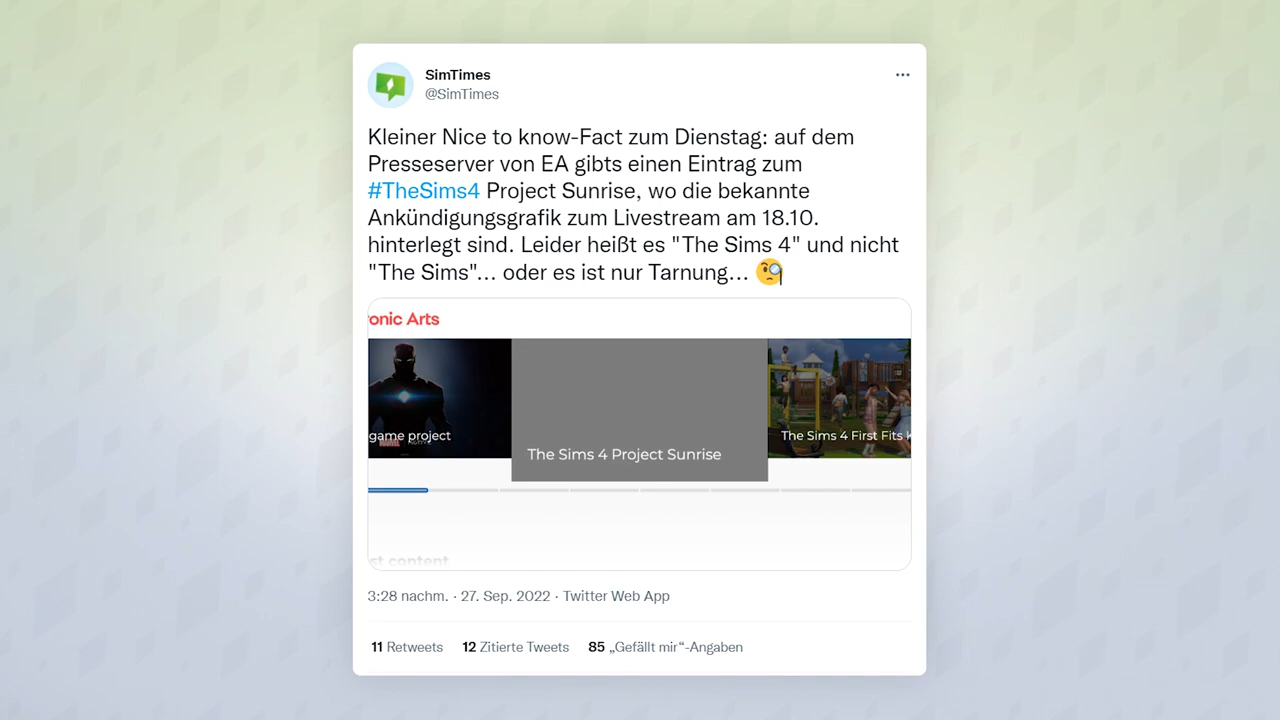 SimTimes
@SimTimes
Kleiner Nice to know-Fact zum Dienstag: auf dem
Presseserver von EA gibts einen Eintrag zum
#TheSims4 Project Sunrise, wo die bekannte
Ankündigungsgrafik zum Livestream am 18.10.
hinterlegt sind. Leider heißt es "The Sims 4" und nicht
"The Sims"... oder es ist nur Tarnung...
ronic Arts
game project
The Sims 4 Project Sunrise
The Sims 4 First Fits K
st content
3:28 nachm. · 27. Sep. 2022 · Twitter Web App
11 Retweets 12 Zitierte Tweets 85 „Gefällt mir“-Angaben